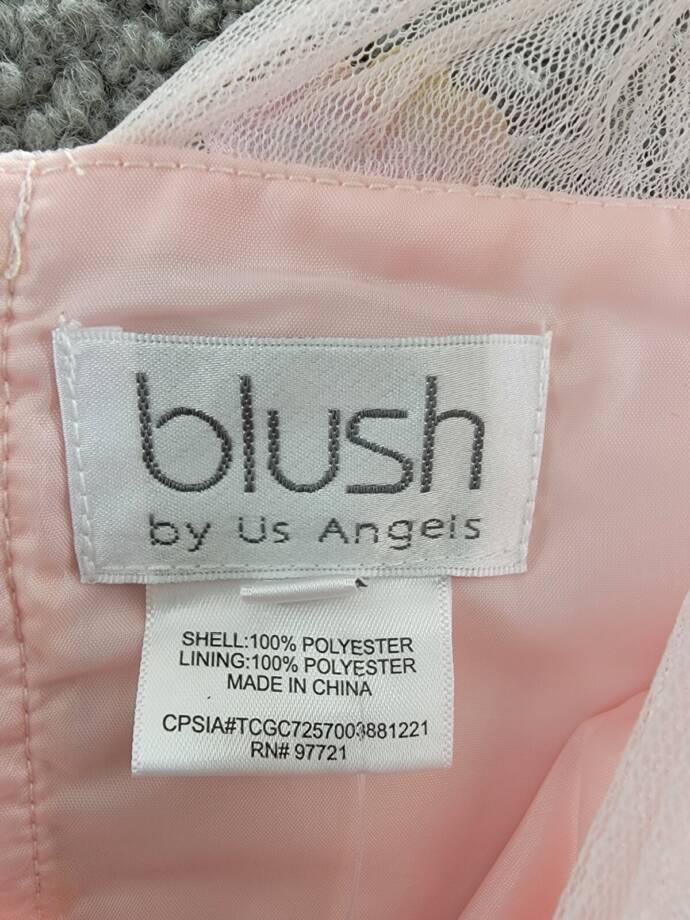 blush
by Us Angels
SHELL:100% POLYESTER
LINING:100% POLYESTER
MADE IN CHINA
CPSIA#TCGC7257003881221
RN# 97721